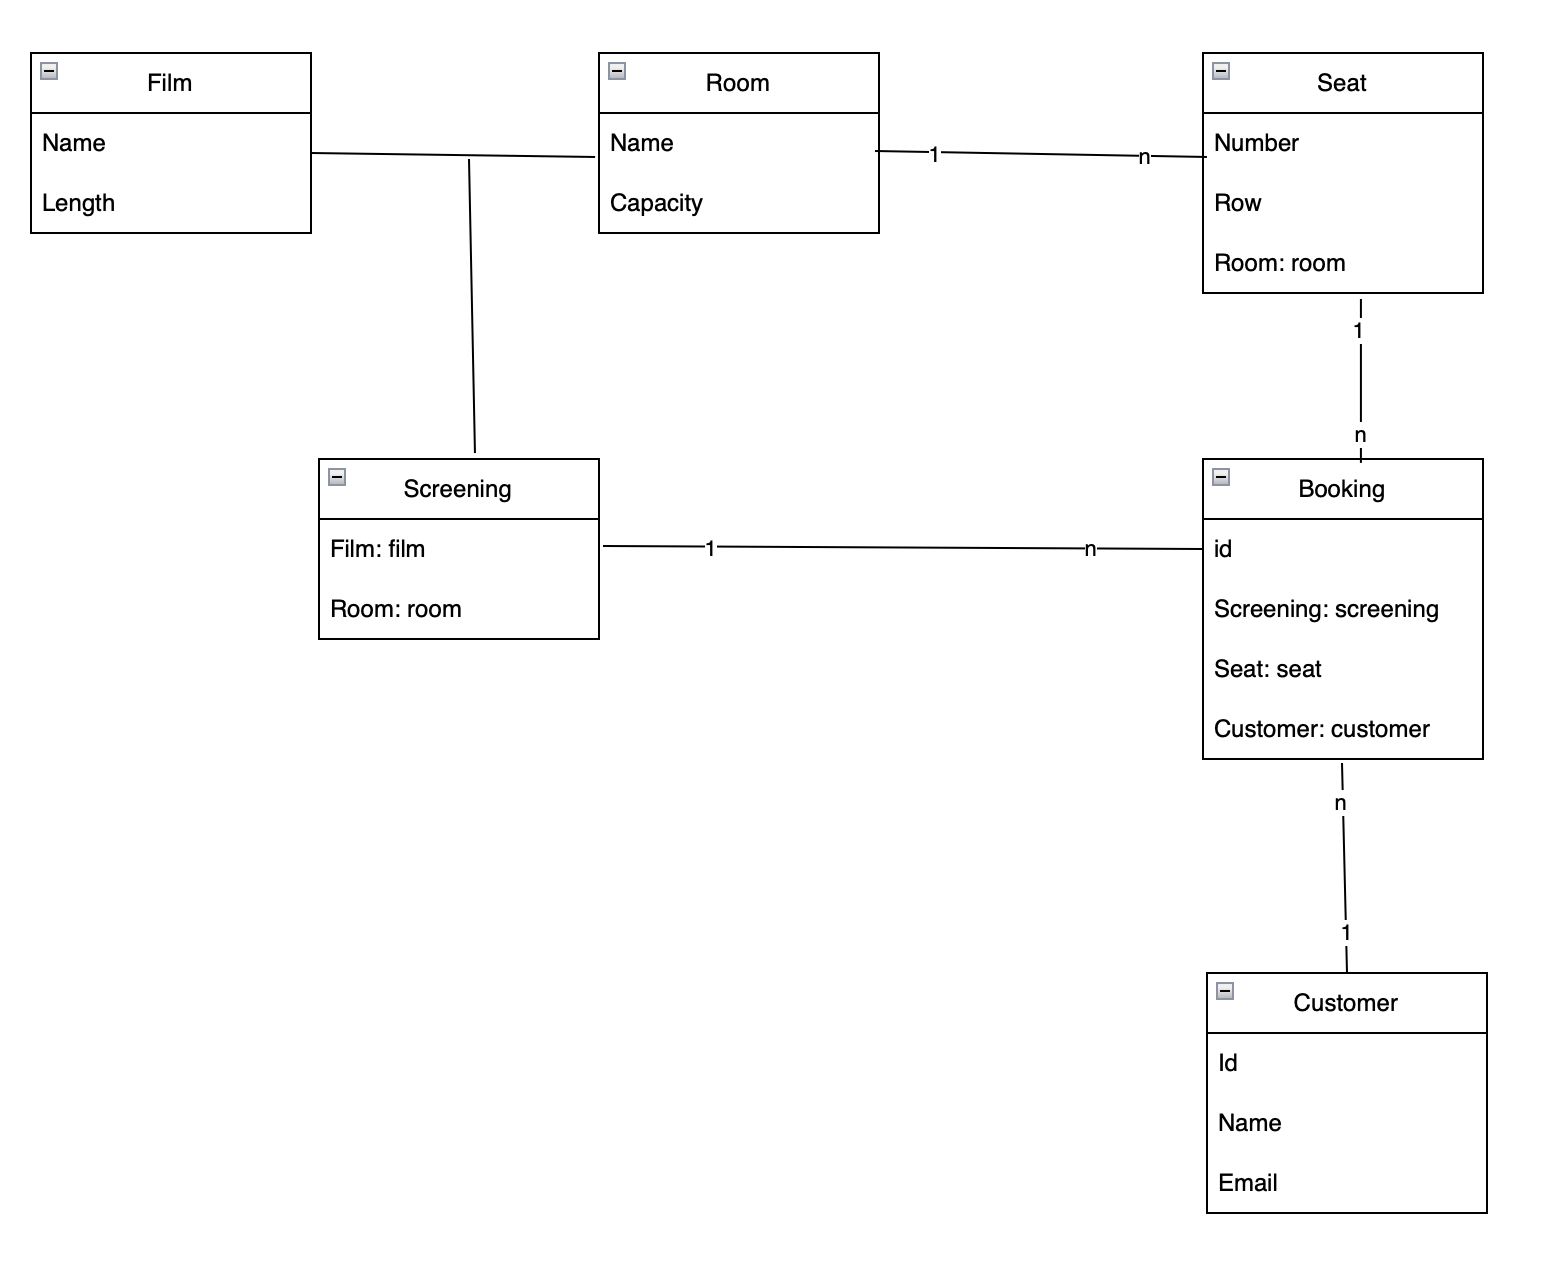 Film
Name
Length
Room
Name
Capacity
1
n
Seat
Number
Row
Room: room
1
n
Screening
Film: film
Room: room
1
n
Booking
id
Screening: screening
Seat: seat
Customer: customer
n
1
Customer
Id
Name
Email